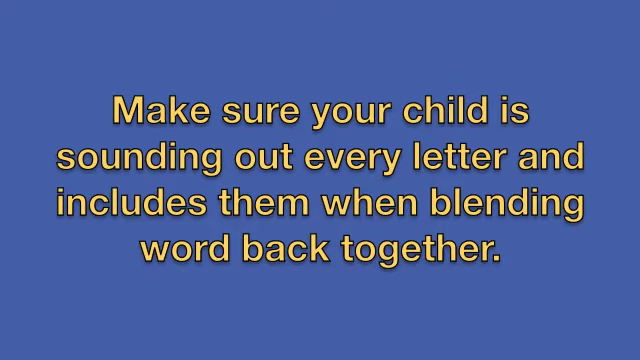 Make sure your child is
sounding out every letter and
includes them when blending
word back together.